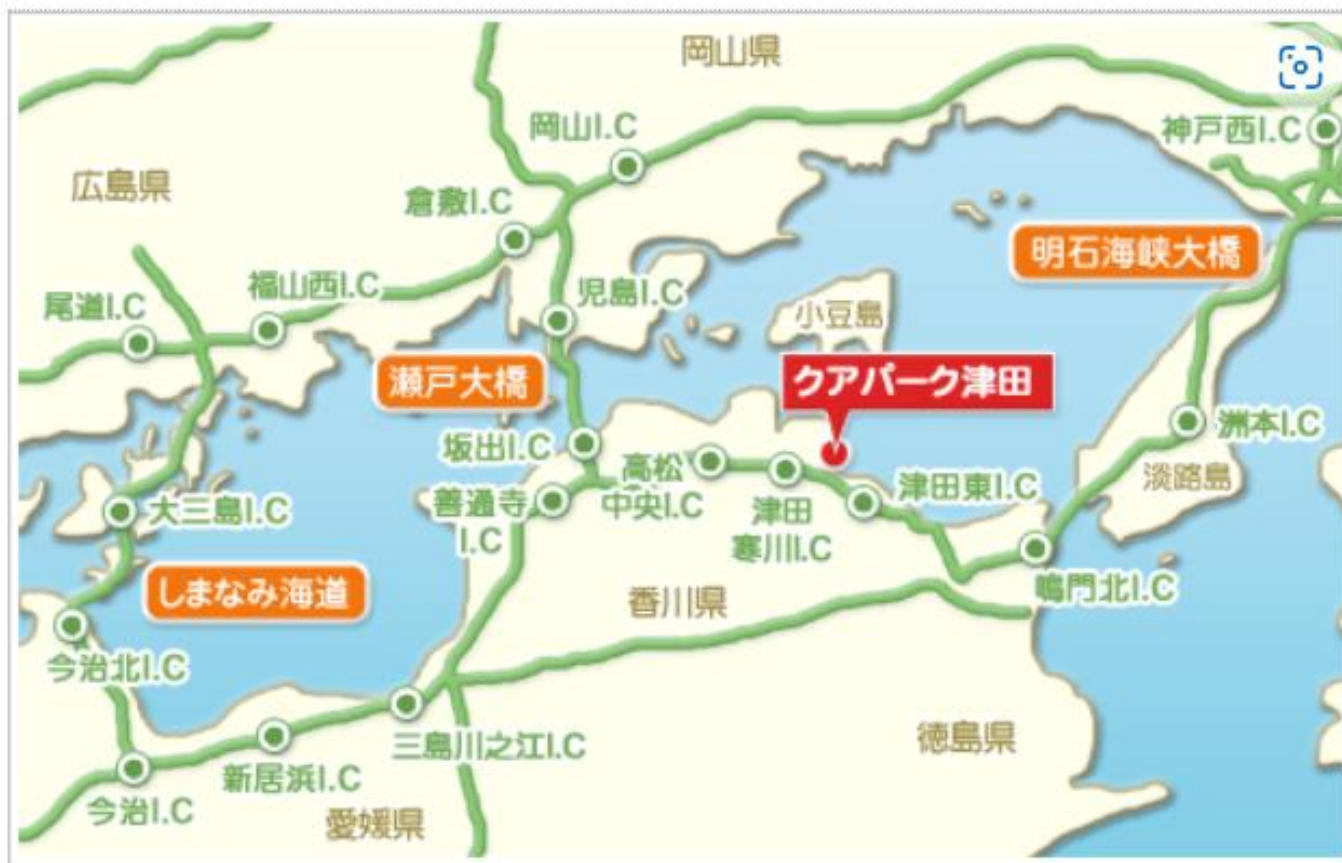 岡山県
神戸西I.C
岡山I.C
広島県
倉敷I.C
明石海峡大橋
福山西I.C
児島I.C
尾道I.C
小豆島
瀬戸大橋
クアパーク津田
洲本I.C
坂出I.C
高松
中央I.C
淡路島
津田東I.C
善通寺
I.C
大三島I.C
津田
寒川I.C
しまなみ海道
香川県
鳴門北I.C
今治北I.C
徳島県
三島川之江I.C
新居浜I.C
今治I.C
愛媛県